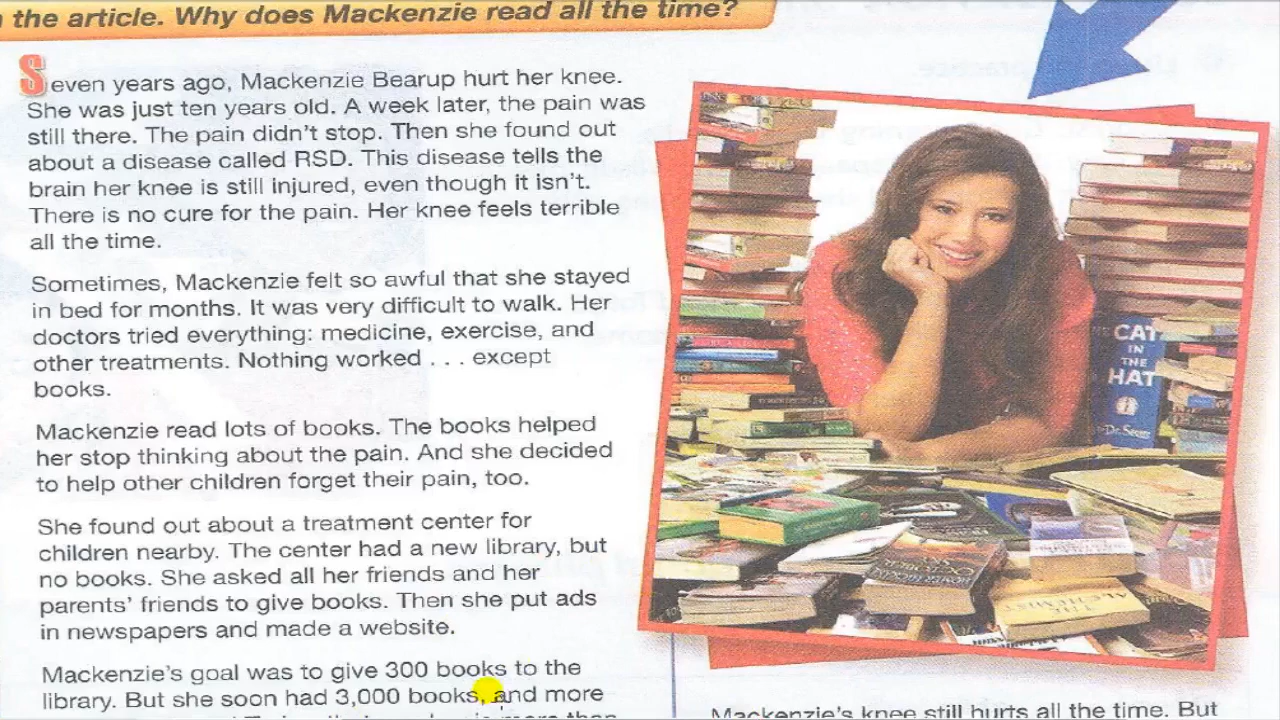 the article. Why does Mackenzie read all the time?
Seven years ago, Mackenzie Bearup hurt her knee.
She was just ten years old. A week later, the pain was
still there. The pain didn't stop. Then she found out
about a disease called RSD. This disease tells the
brain her knee is still injured, even though it isn't.
There is no cure for the pain. Her knee feels terrible
all the time.
Sometimes, Mackenzie felt so awful that she stayed
in bed for months. It was very difficult to walk. Her
doctors tried everything: medicine, exercise, and
other treatments. Nothing worked . . . except
books.
Mackenzie read lots of books. The books helped
her stop thinking about the pain. And she decided
to help other children forget their pain, too.
She found out about a treatment center for
children nearby. The center had a new library, but
no books. She asked all her friends and her
parents' friends to give books. Then she put ads
in newspapers and made a website.
Mackenzie's goal was to give 300 books to the
library. But she soon had 3,000 books, and more
more than
Mackenzie's knee still hurts all the time. But
CAT
IN
THE
HAT
Dr. Seuss
THE
ALCHEMIST